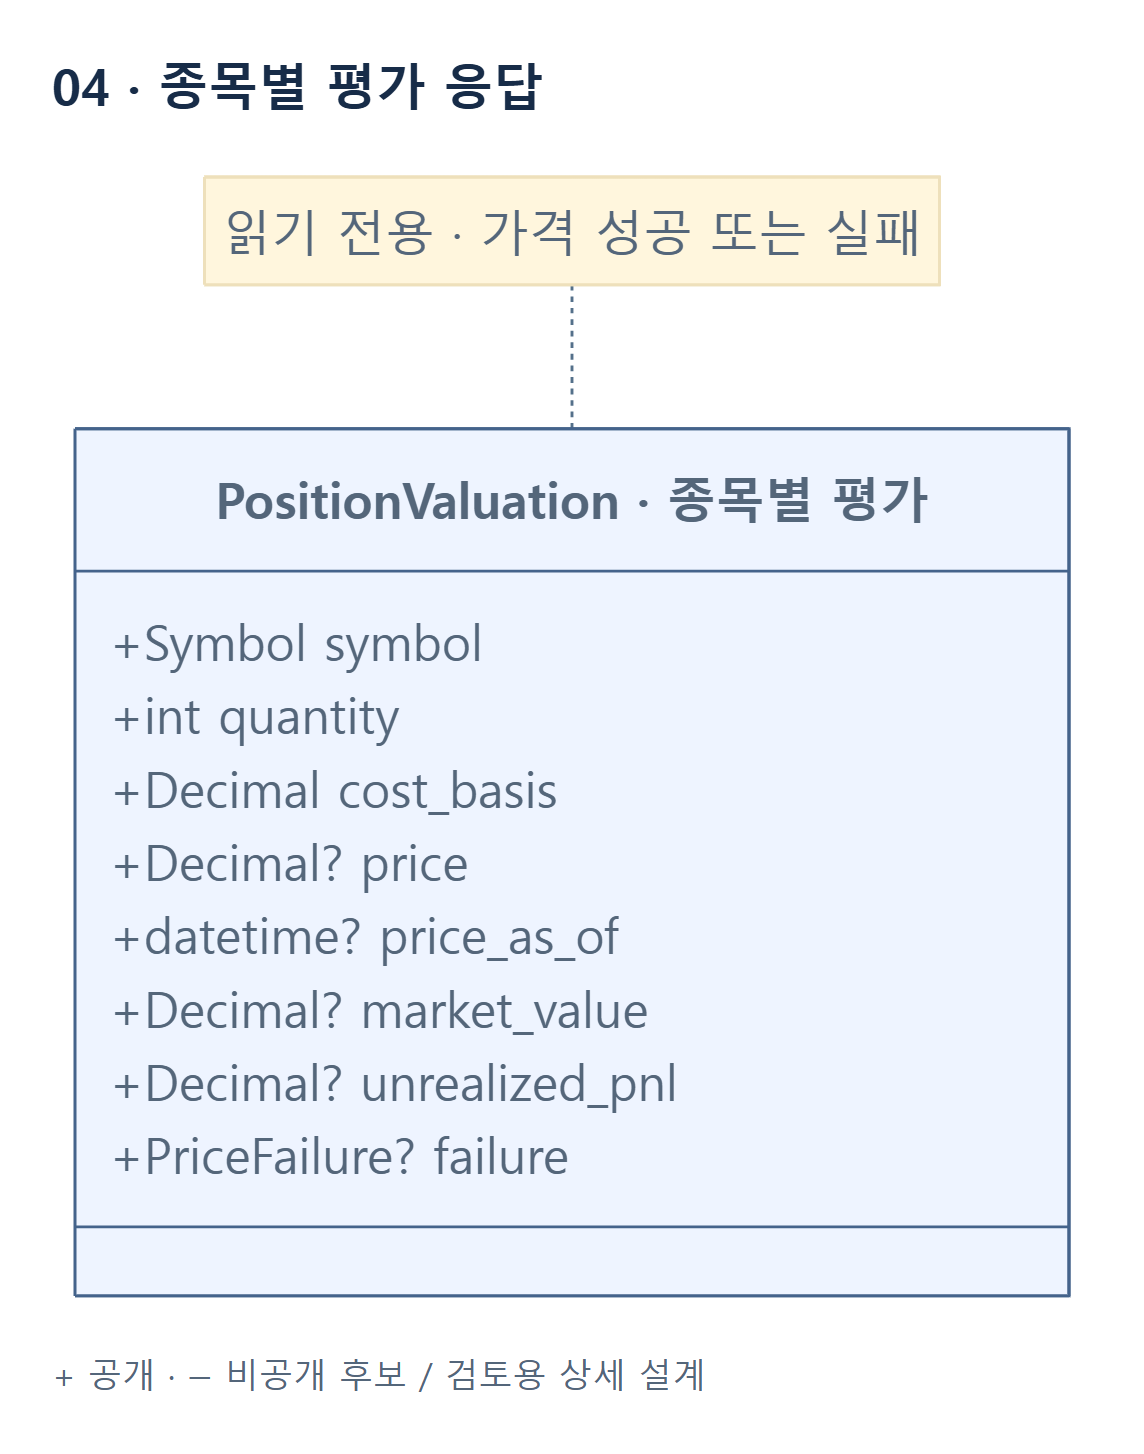 04 · 종목별 평가 응답
읽기 전용 · 가격 성공 또는 실패
PositionValuation · 종목별 평가
+Symbol symbol
+int quantity
+Decimal cost_basis
+Decimal? price
+datetime? price_as_of
+Decimal? market_value
+Decimal? unrealized_pnl
+PriceFailure? failure
+ 공개 · – 비공개 후보 / 검토용 상세 설계